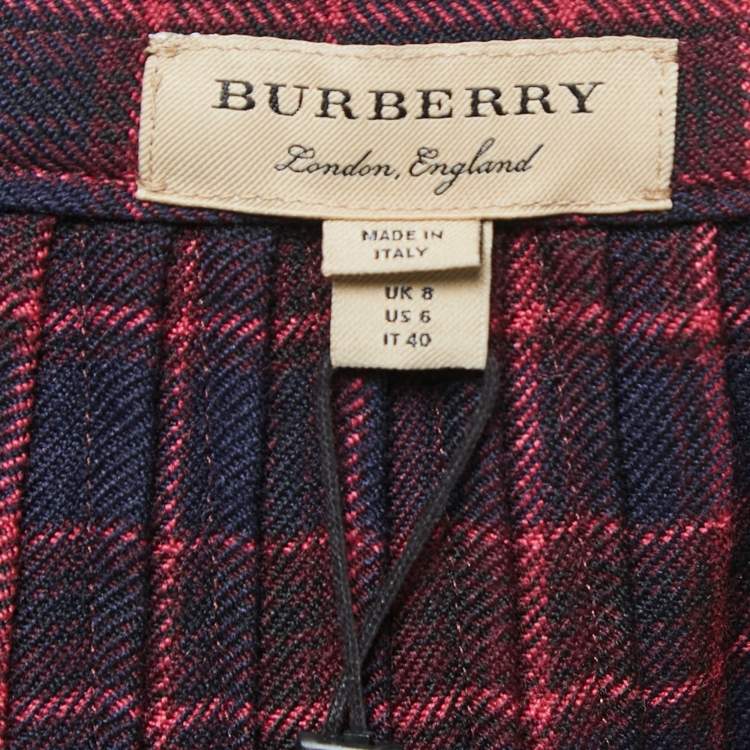 BURBERRY
London, England
MADE IN
ITALY
UK 8
US 6
IT 40